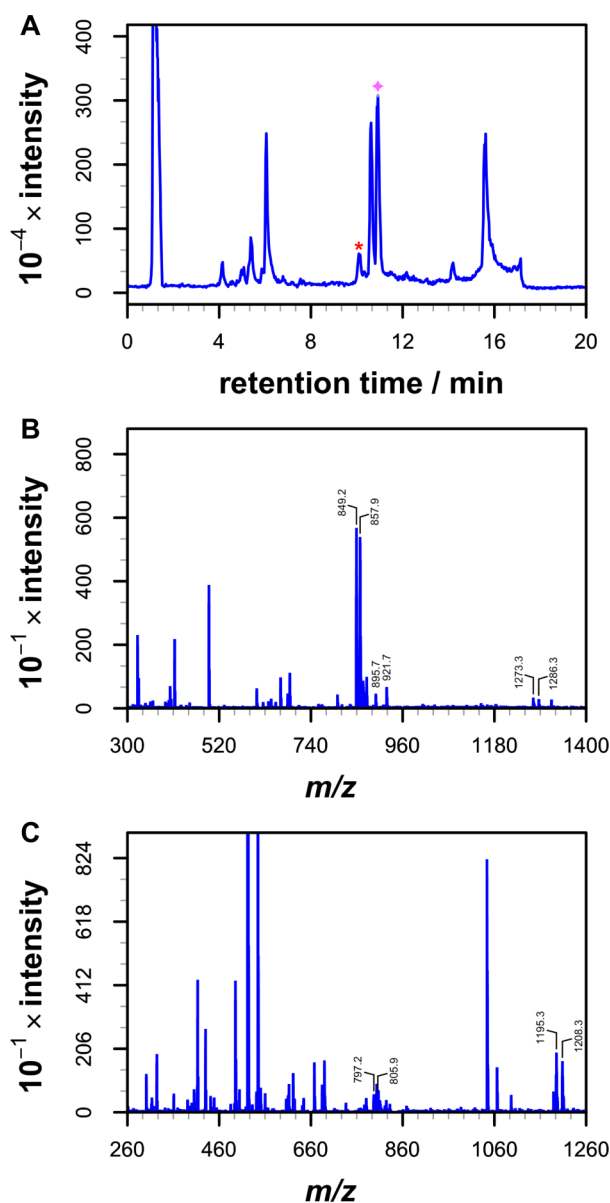 A
400
300
200
100
0
10⁻⁴ × intensity
*
0 4 8 12 16 20
retention time / min
B
800
600
400
200
0
10⁻¹ × intensity
849.2
857.9
895.7
921.7
1273.3
1286.3
300 520 740 960 1180 1400
m/z
C
824
618
412
206
0
10⁻¹ × intensity
797.2
805.9
1195.3
1208.3
260 460 660 860 1060 1260
m/z